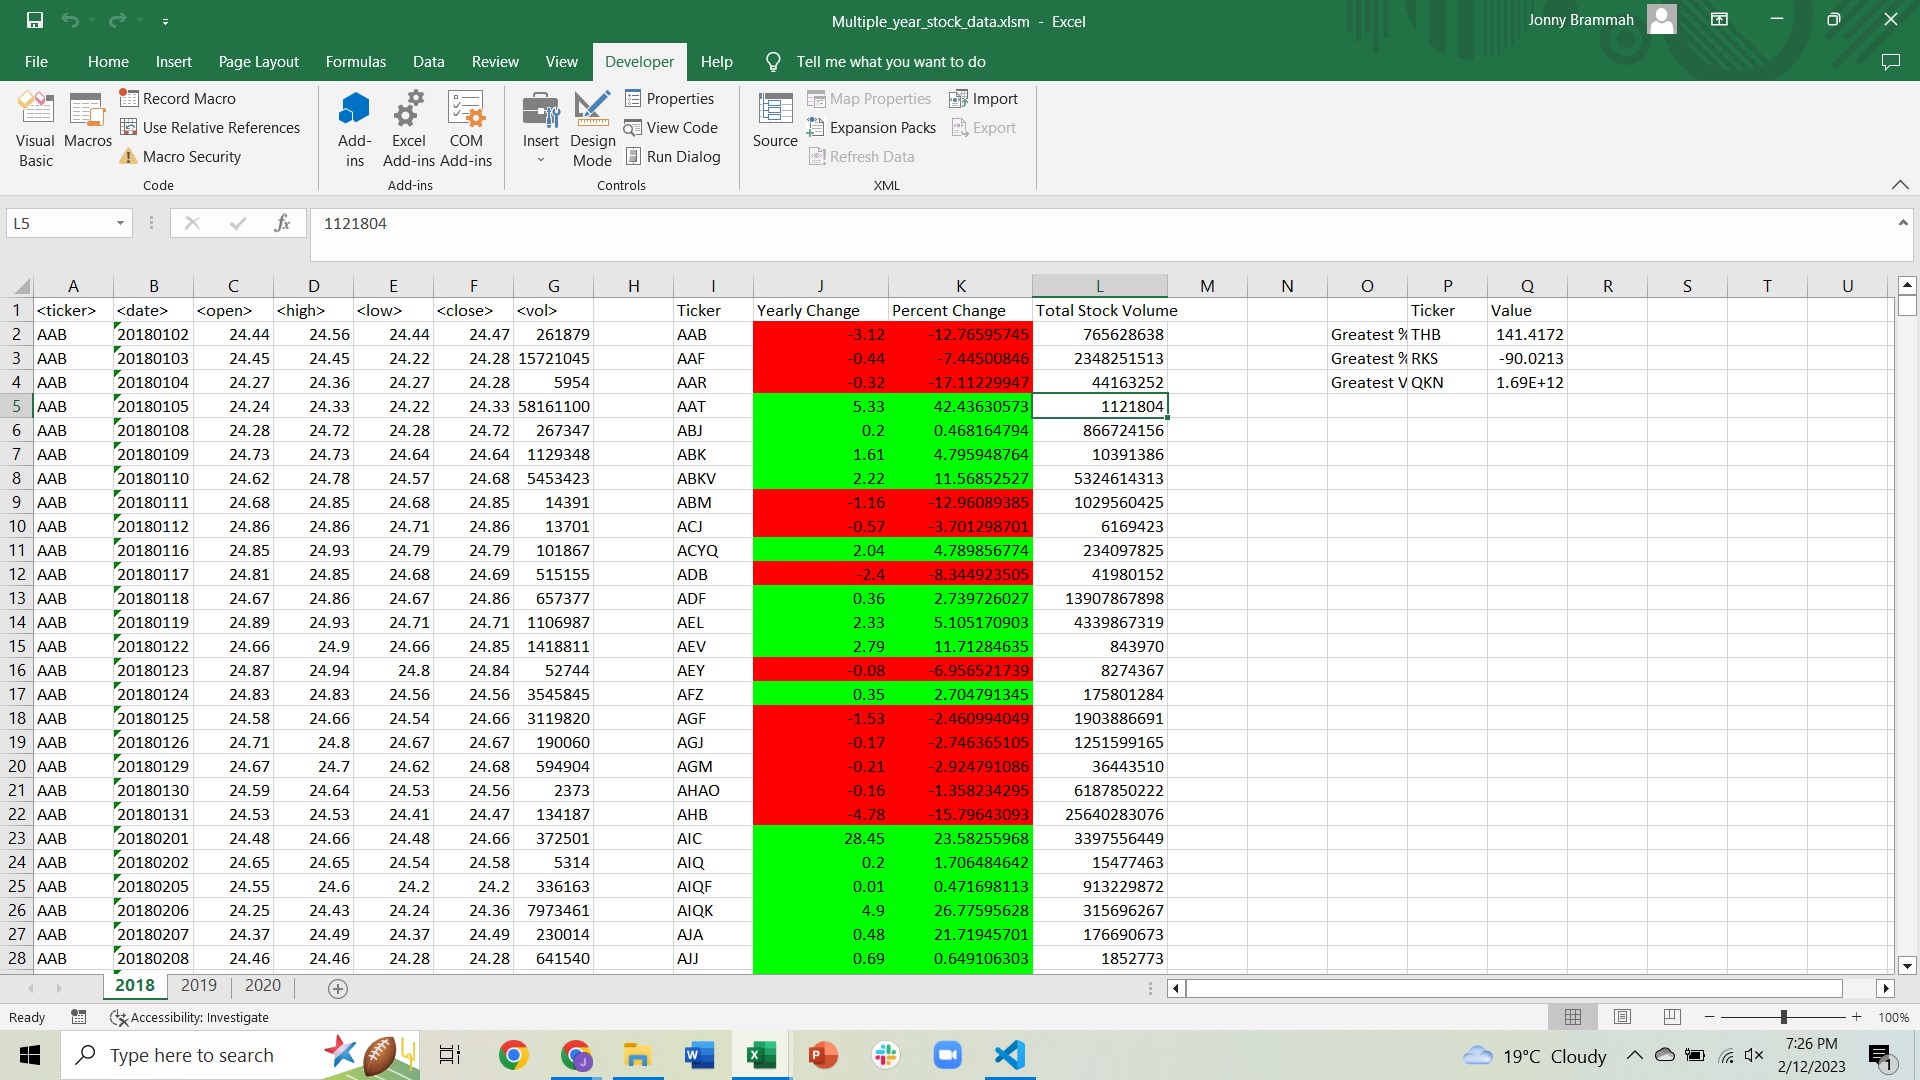 Multiple_year_stock_data.xlsm - Excel
Jonny Brammah
File Home Insert Page Layout Formulas Data Review View Developer Help Tell me what you want to do
Visual Basic
Macros
Record Macro
Use Relative References
Macro Security
Code
Add-ins
Excel Add-ins
COM Add-ins
Add-ins
Insert
Design Mode
Properties
View Code
Run Dialog
Controls
Source
Map Properties
Expansion Packs
Refresh Data
Import
Export
XML
L5 fx 1121804
A B C D E F G H I J K L M N O P Q R S T U
1 <ticker> <date> <open> <high> <low> <close> <vol> Ticker Yearly Change Percent Change Total Stock Volume Ticker Value
2 AAB 20180102 24.44 24.56 24.44 24.47 261879 AAB -3.12 -12.76595745 765628638 Greatest % THB 141.4172
3 AAB 20180103 24.45 24.45 24.22 24.28 15721045 AAF -0.44 -7.44500846 2348251513 Greatest % RKS -90.0213
4 AAB 20180104 24.27 24.36 24.27 24.28 5954 AAR -0.32 -17.11229947 44163252 Greatest V QKN 1.69E+12
5 AAB 20180105 24.24 24.33 24.22 24.33 58161100 AAT 5.33 42.43630573 1121804
6 AAB 20180108 24.28 24.72 24.28 24.72 267347 ABJ 0.2 0.468164794 866724156
7 AAB 20180109 24.73 24.73 24.64 24.64 1129348 ABK 1.61 4.795948764 10391386
8 AAB 20180110 24.62 24.78 24.57 24.68 5453423 ABKV 2.22 11.56852527 5324614313
9 AAB 20180111 24.68 24.85 24.68 24.85 14391 ABM -1.16 -12.96089385 1029560425
10 AAB 20180112 24.86 24.86 24.71 24.86 13701 ACJ -0.57 -3.701298701 6169423
11 AAB 20180116 24.85 24.93 24.79 24.79 101867 ACYQ 2.04 4.789856774 234097825
12 AAB 20180117 24.81 24.85 24.68 24.69 515155 ADB -2.4 -8.344923505 41980152
13 AAB 20180118 24.67 24.86 24.67 24.86 657377 ADF 0.36 2.739726027 13907867898
14 AAB 20180119 24.89 24.93 24.71 24.71 1106987 AEL 2.33 5.105170903 4339867319
15 AAB 20180122 24.66 24.9 24.66 24.85 1418811 AEV 2.79 11.71284635 843970
16 AAB 20180123 24.87 24.94 24.8 24.84 52744 AEY -0.08 -6.956521739 8274367
17 AAB 20180124 24.83 24.83 24.56 24.56 3545845 AFZ 0.35 2.704791345 175801284
18 AAB 20180125 24.58 24.66 24.54 24.66 3119820 AGF -1.53 -2.460994049 1903886691
19 AAB 20180126 24.71 24.8 24.67 24.67 190060 AGJ -0.17 -2.746365105 1251599165
20 AAB 20180129 24.67 24.7 24.62 24.68 594904 AGM -0.21 -2.924791086 36443510
21 AAB 20180130 24.59 24.64 24.53 24.56 2373 AHAO -0.16 -1.358234295 6187850222
22 AAB 20180131 24.53 24.53 24.41 24.47 134187 AHB -4.78 -15.79643093 25640283076
23 AAB 20180201 24.48 24.66 24.48 24.66 372501 AIC 28.45 23.58255968 3397556449
24 AAB 20180202 24.65 24.65 24.54 24.58 5314 AIQ 0.2 1.706484642 15477463
25 AAB 20180205 24.55 24.6 24.2 24.2 336163 AIQF 0.01 0.471698113 913229872
26 AAB 20180206 24.25 24.43 24.24 24.36 7973461 AIQK 4.9 26.77595628 315696267
27 AAB 20180207 24.37 24.49 24.37 24.49 230014 AJA 0.48 21.71945701 176690673
28 AAB 20180208 24.46 24.46 24.28 24.28 641540 AJJ 0.69 0.649106303 1852773
2018 2019 2020
Ready Accessibility: Investigate 100%
Type here to search 19°C Cloudy 7:26 PM
2/12/2023
1